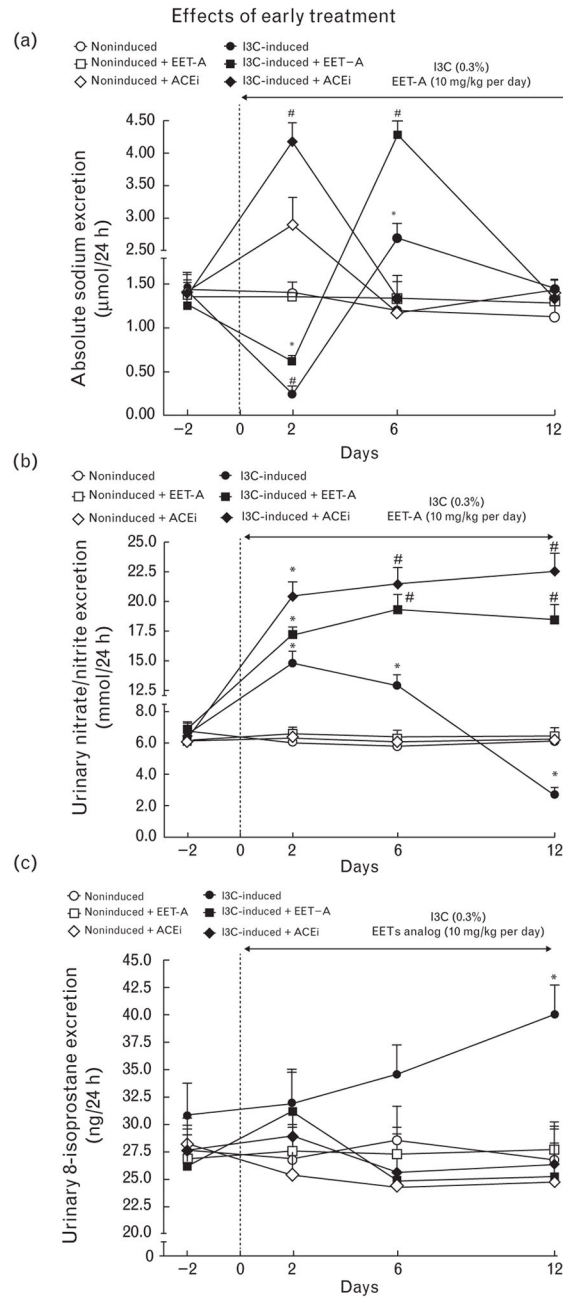 Effects of early treatment
(a)
Noninduced
I3C-induced
Noninduced + EET-A
I3C-induced + EET-A
Noninduced + ACEi
I3C-induced + ACEi
I3C (0.3%)
EET-A (10 mg/kg per day)
Absolute sodium excretion
(μmol/24 h)
4.50
4.00
3.50
3.00
2.50
1.50
1.00
0.50
0.00
#
#
*
*
#
−2 0 2 6 12
Days
(b)
Noninduced
I3C-induced
Noninduced + EET-A
I3C-induced + EET-A
Noninduced + ACEi
I3C-induced + ACEi
I3C (0.3%)
EET-A (10 mg/kg per day)
Urinary nitrate/nitrite excretion
(mmol/24 h)
25.0
22.5
20.0
17.5
15.0
12.5
8.0
6.0
4.0
2.0
0.0
*
#
#
*
#
#
*
*
*
−2 0 2 6 12
Days
(c)
Noninduced
I3C-induced
Noninduced + EET-A
I3C-induced + EET−A
Noninduced + ACEi
I3C-induced + ACEi
I3C (0.3%)
EETs analog (10 mg/kg per day)
Urinary 8-isoprostane excretion
(ng/24 h)
45.0
42.5
40.0
37.5
35.0
32.5
30.0
27.5
25.0
22.5
20.0
0
*
−2 0 2 6 12
Days